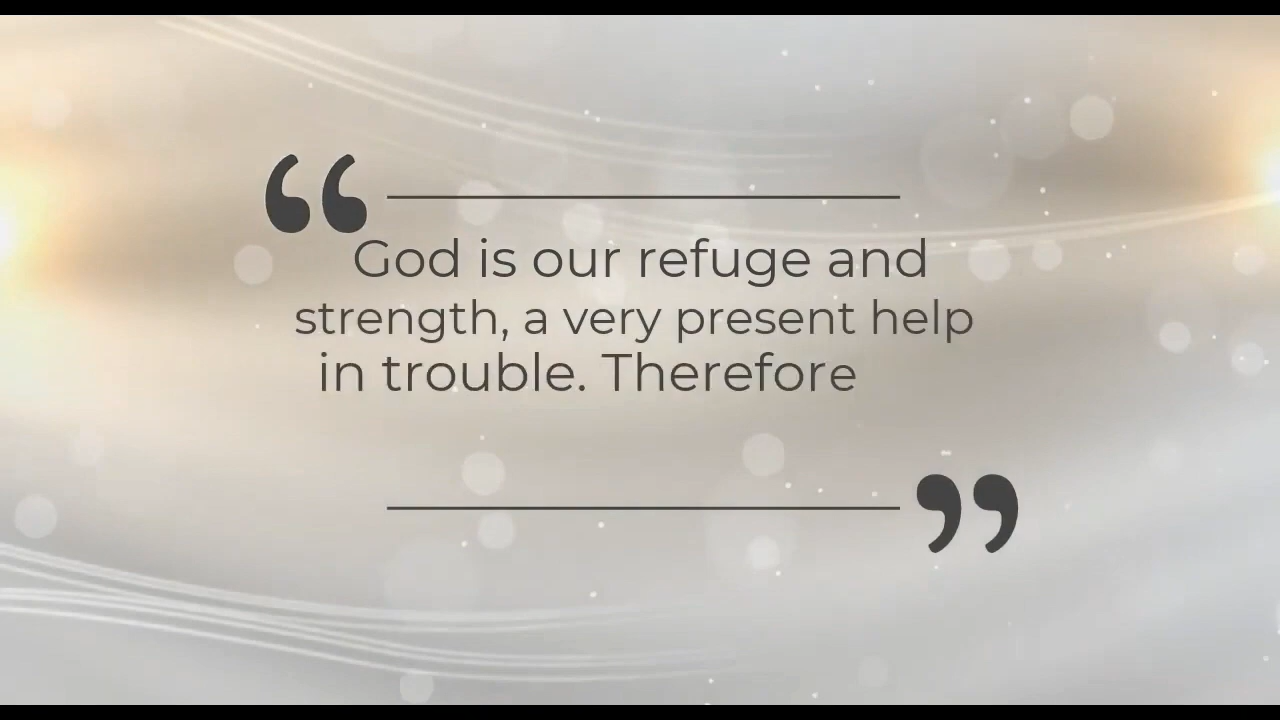 “God is our refuge and
strength, a very present help
in trouble. Therefore
”